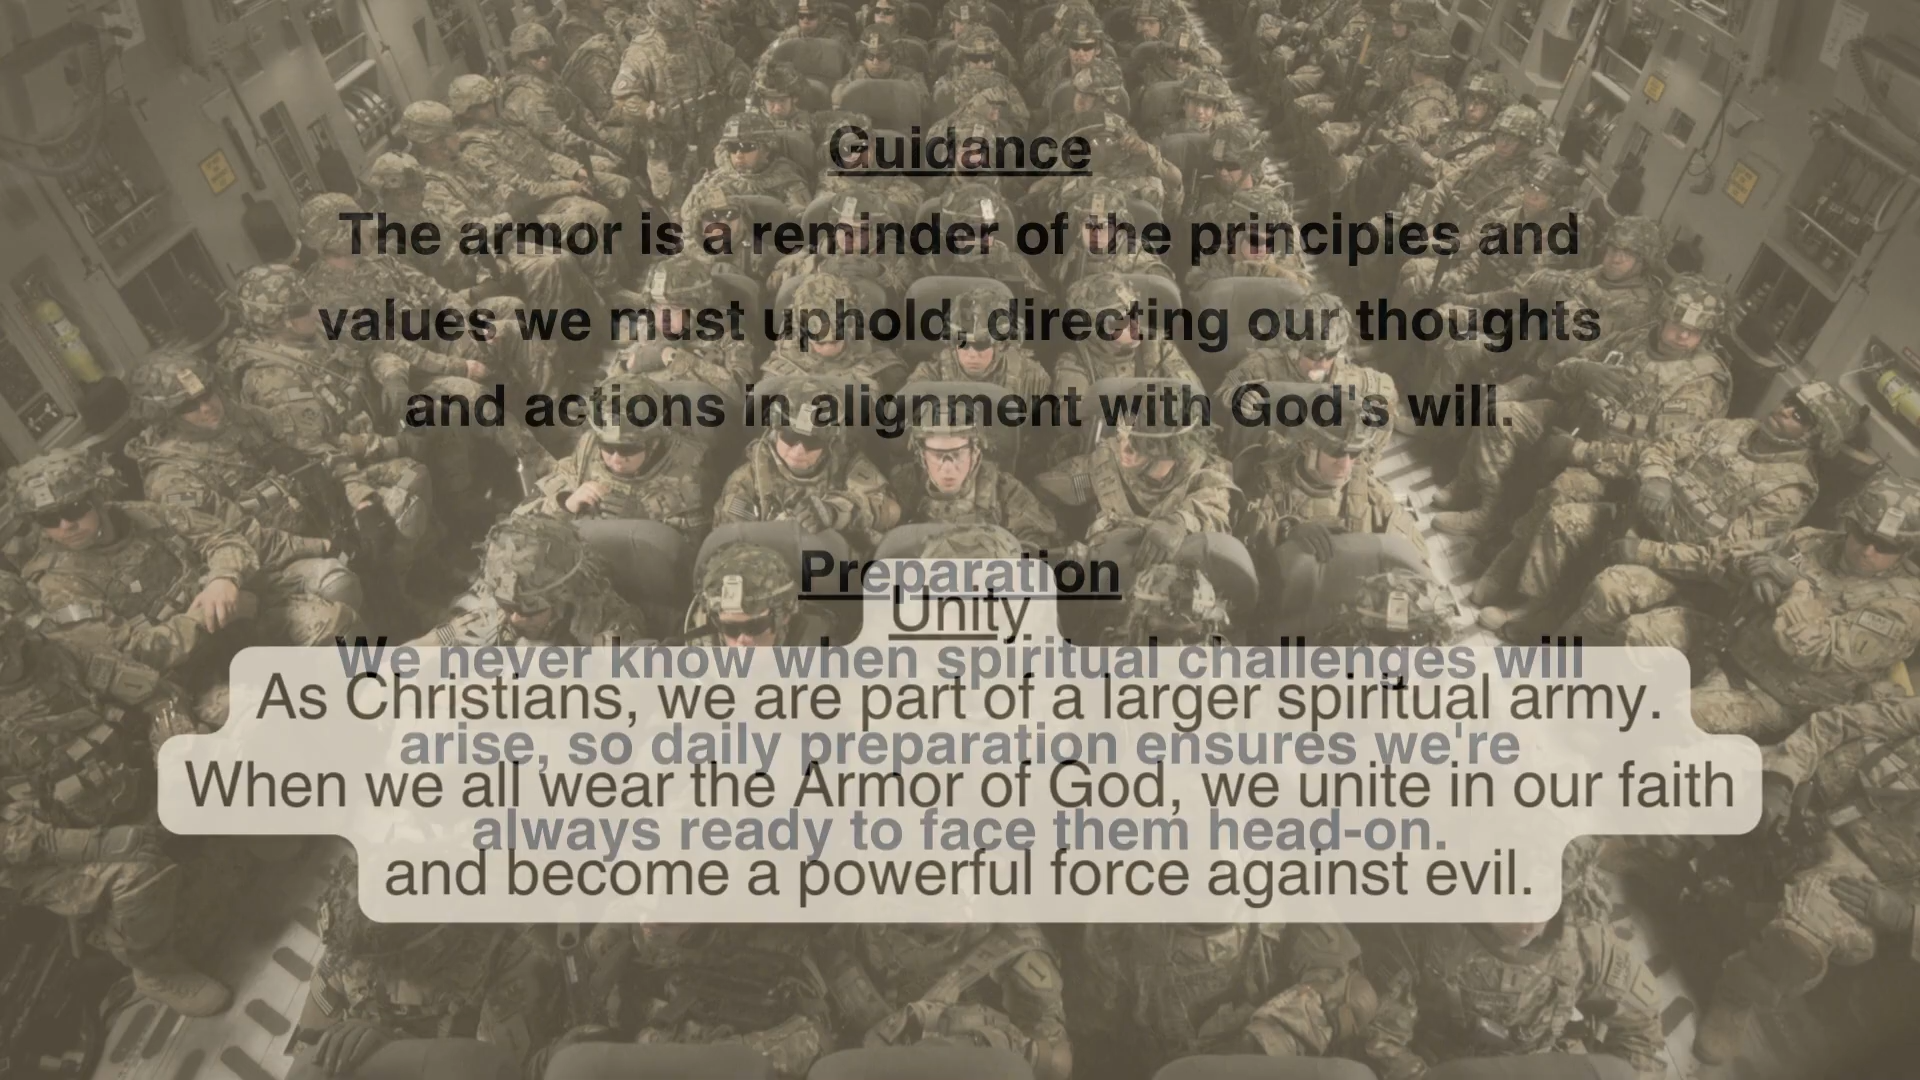 Guidance
The armor is a reminder of the principles and
values we must uphold, directing our thoughts
and actions in alignment with God's will.
Preparation
We never know when spiritual challenges will
arise, so daily preparation ensures we're
always ready to face them head-on.
Unity
As Christians, we are part of a larger spiritual army.
When we all wear the Armor of God, we unite in our faith
and become a powerful force against evil.